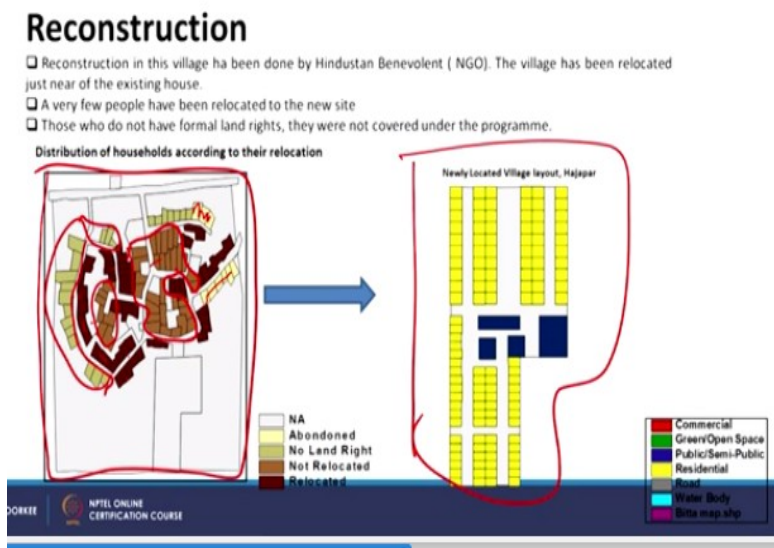 Reconstruction
Reconstruction in this village ha been done by Hindustan Benevolent ( NGO). The village has been relocated
just near of the existing house.
A very few people have been relocated to the new site
Those who do not have formal land rights, they were not covered under the programme.
Distribution of households according to their relocation
Newly Located Village layout, Hajapar
NA
Abondoned
No Land Right
Not Relocated
Relocated
Commercial
Green/Open Space
Public/Semi-Public
Residential
Road
Water Body
Bitta map.shp
OORKEE
NPTEL ONLINE
CERTIFICATION COURSE